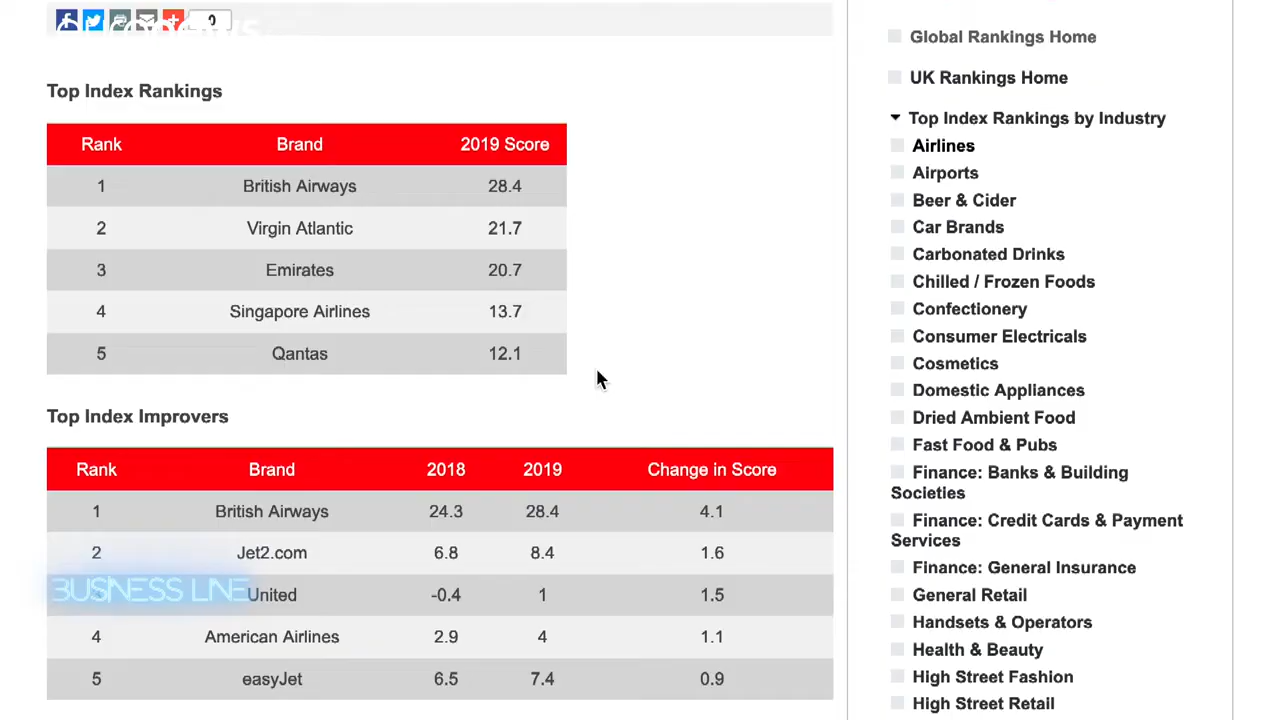 0
Top Index Rankings
Rank Brand 2019 Score
1 British Airways 28.4
2 Virgin Atlantic 21.7
3 Emirates 20.7
4 Singapore Airlines 13.7
5 Qantas 12.1
Top Index Improvers
Rank Brand 2018 2019 Change in Score
1 British Airways 24.3 28.4 4.1
2 Jet2.com 6.8 8.4 1.6
United -0.4 1 1.5
4 American Airlines 2.9 4 1.1
5 easyJet 6.5 7.4 0.9
BUSINESS LINE
Global Rankings Home
UK Rankings Home
Top Index Rankings by Industry
Airlines
Airports
Beer & Cider
Car Brands
Carbonated Drinks
Chilled / Frozen Foods
Confectionery
Consumer Electricals
Cosmetics
Domestic Appliances
Dried Ambient Food
Fast Food & Pubs
Finance: Banks & Building
Societies
Finance: Credit Cards & Payment
Services
Finance: General Insurance
General Retail
Handsets & Operators
Health & Beauty
High Street Fashion
High Street Retail